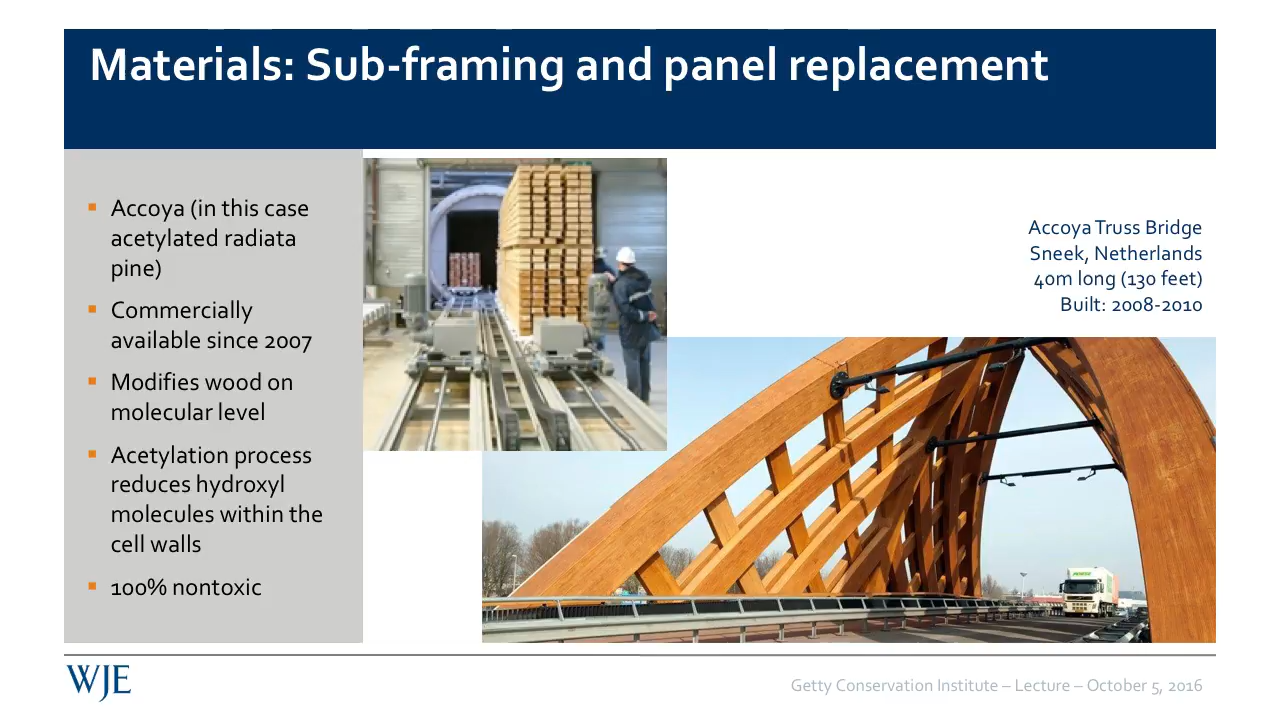 Materials: Sub-framing and panel replacement
▪ Accoya (in this case
acetylated radiata
pine)
▪ Commercially
available since 2007
▪ Modifies wood on
molecular level
▪ Acetylation process
reduces hydroxyl
molecules within the
cell walls
▪ 100% nontoxic
Accoya Truss Bridge
Sneek, Netherlands
40m long (130 feet)
Built: 2008-2010
WJE
Getty Conservation Institute – Lecture – October 5, 2016